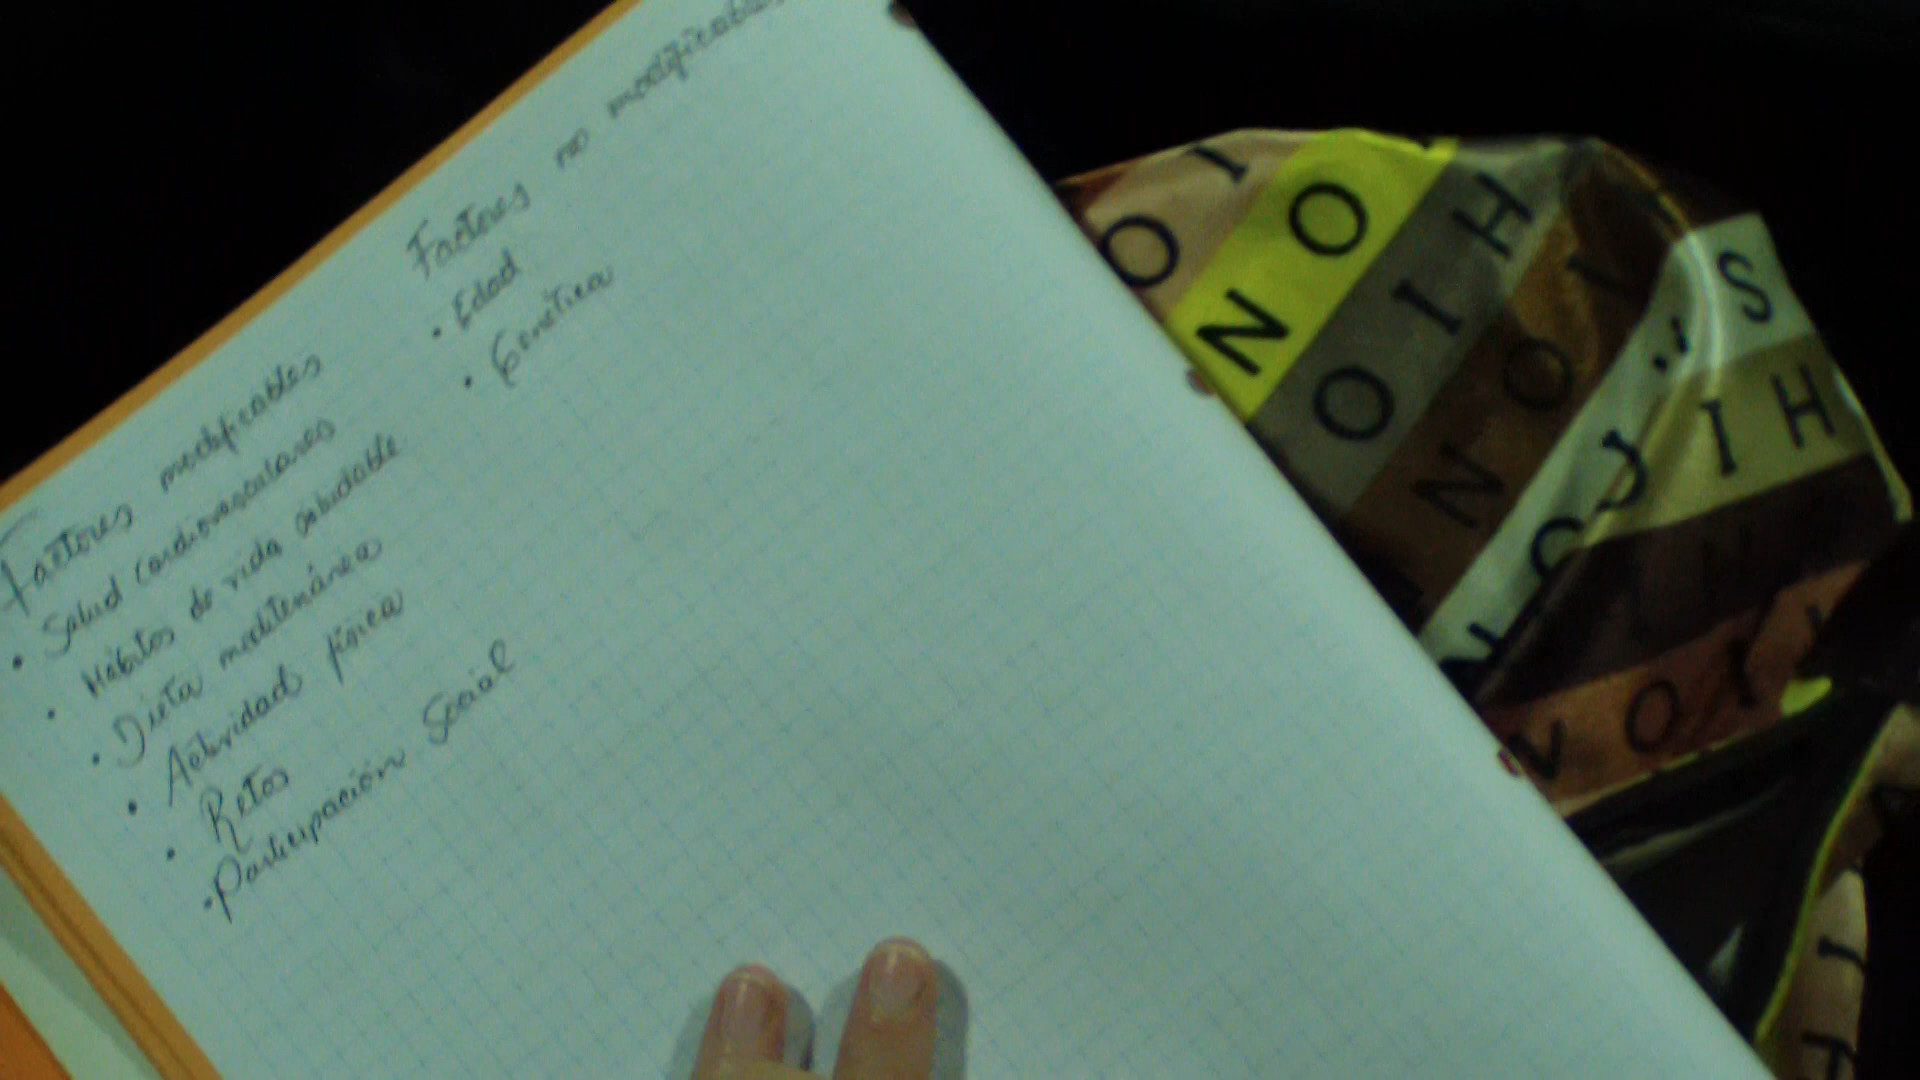 Factores modificables
• Salud cardiovasculares
• Hábitos de vida saludable
• Dieta mediterránea
• Actividad física
• Retos
• Participación Social
Factores no modificables
• Edad
• Genética
O I
N O
O I H
N O V
S
I H
V O